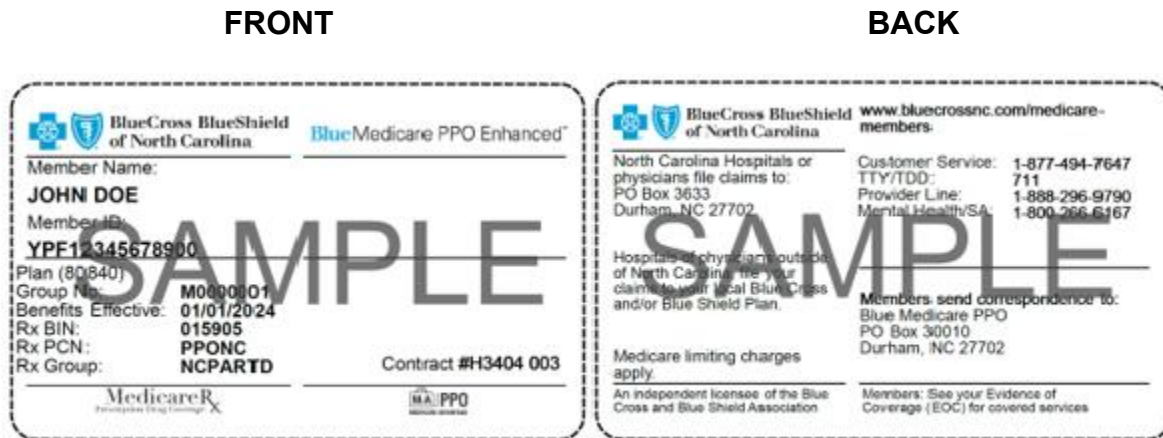 FRONT
BACK
BlueCross BlueShield
of North Carolina
BlueMedicare PPO Enhanced℠
Member Name:
JOHN DOE
Member ID:
YPF12345678900
Plan (80840)
Group No: M0000001
Benefits Effective: 01/01/2024
Rx BIN: 015905
Rx PCN: PPONC
Rx Group: NCPARTD
Contract #H3404 003
MedicareRx
Prescription Drug Coverage
MA PPO
MEDICARE ADVANTAGE
SAMPLE
BlueCross BlueShield
of North Carolina
North Carolina Hospitals or
physicians file claims to:
PO Box 3633
Durham, NC 27702
Hospitals of physicians outside
of North Carolina, file your
claims to your local Blue Cross
and/or Blue Shield Plan.
Medicare limiting charges
apply.
An independent licensee of the Blue
Cross and Blue Shield Association
www.bluecrossnc.com/medicare-
members
Customer Service: 1-877-494-7647
TTY/TDD: 711
Provider Line: 1-888-296-9790
Mental Health/SA: 1-800-266-6167
Members send correspondence to:
Blue Medicare PPO
PO Box 30010
Durham, NC 27702
Members: See your Evidence of
Coverage (EOC) for covered services
SAMPLE